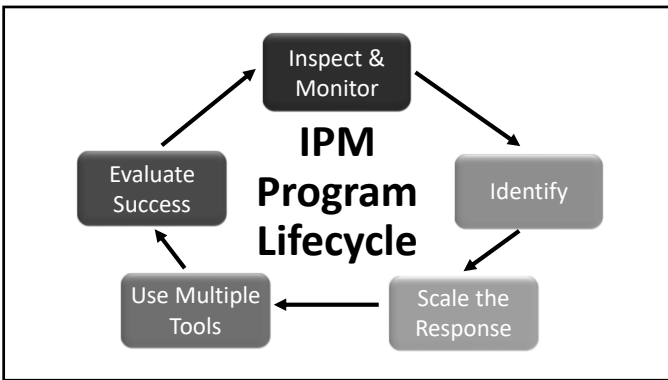 Inspect &
Monitor
IPM
Program
Lifecycle
Evaluate
Success
Identify
Use Multiple
Tools
Scale the
Response